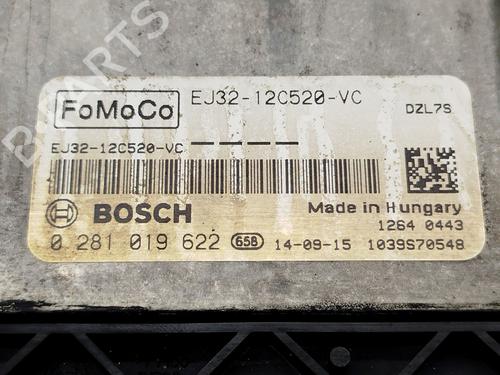 PARTS
FoMoCo EJ32-12C520-VC DZL7S
EJ32-12C520-VC — — — —
BOSCH Made in Hungary
1264 0443
0 281 019 622 658 14-09-15 1039S70548